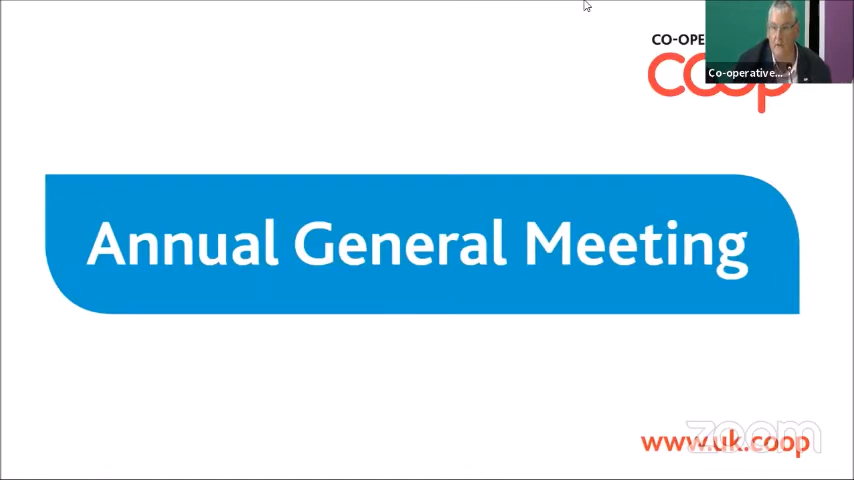 CO-OPE
coop
Co-operative...
Annual General Meeting
www.uk.coop
zoom